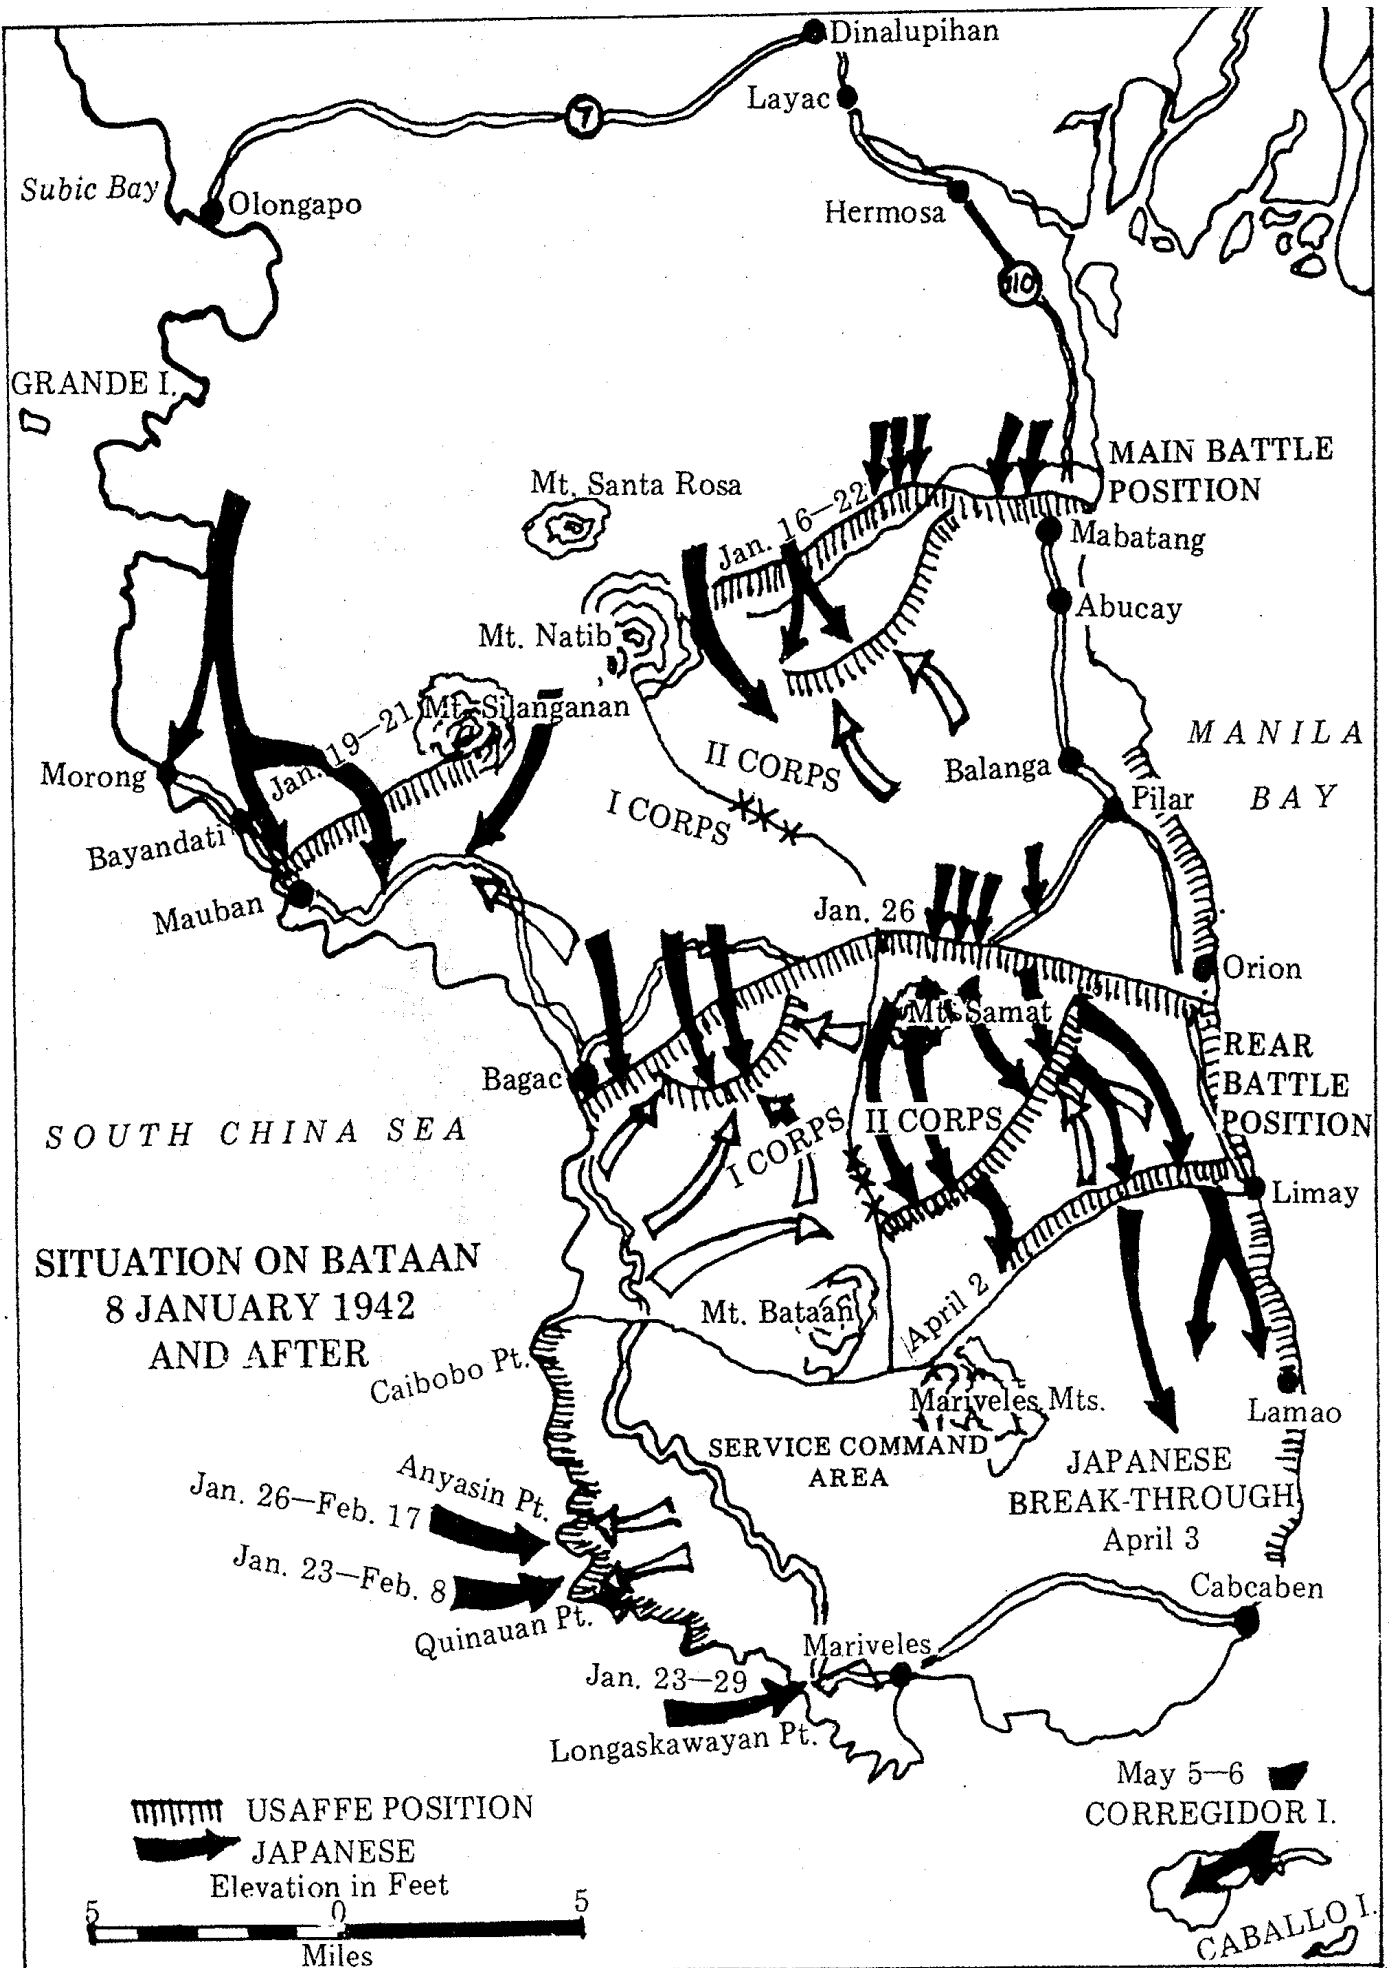 Dinalupihan
Layac
7
Subic Bay
Olongapo
Hermosa
110
GRANDE I.
MAIN BATTLE
POSITION
Mt. Santa Rosa
Jan. 16–22
Mabatang
Abucay
Mt. Natib
Mt. Silanganan
Jan. 19–21
MANILA
BAY
II CORPS
I CORPS
Balanga
Pilar
Morong
Bayandati
Mauban
Jan. 26
Orion
Mt. Samat
REAR
BATTLE
POSITION
Bagac
SOUTH CHINA SEA
I CORPS
II CORPS
Limay
SITUATION ON BATAAN
8 JANUARY 1942
AND AFTER
Mt. Bataan
April 2
Caibobo Pt.
Mariveles Mts.
Lamao
SERVICE COMMAND
AREA
JAPANESE
BREAK-THROUGH
April 3
Anyasin Pt.
Jan. 26–Feb. 17
Jan. 23–Feb. 8
Quinauan Pt.
Cabcaben
Mariveles
Jan. 23–29
Longaskawayan Pt.
May 5–6
CORREGIDOR I.
CABALLO I.
USAFFE POSITION
JAPANESE
Elevation in Feet
5 0 5
Miles